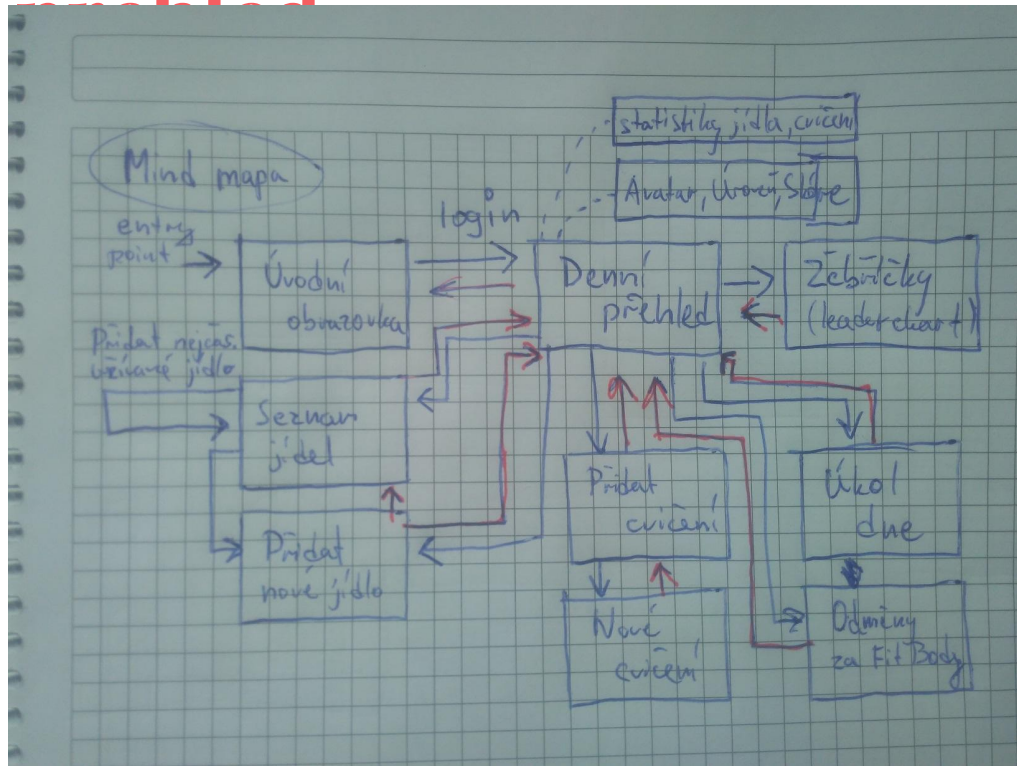 přehled
statistiky jídla, cvičení
Mind mapa
Avatar, Úroveň, Skóre
login
entry
point
Úvodní
obrazovka
Denní
přehled
Žebříčky
(leaderchart)
Přidat nejčas.
užívané jídlo
Seznam
jídel
Přidat
cvičení
Úkol
dne
Přidat
nové jídlo
Nové
cvičení
Odměny
za FitBody